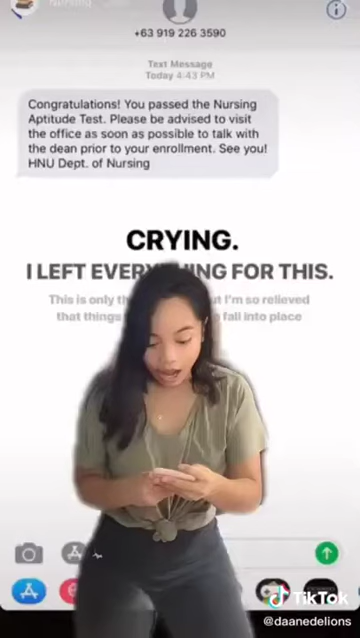 Nursing
+63 919 226 3590
Text Message
Today 4:43 PM
Congratulations! You passed the Nursing
Aptitude Test. Please be advised to visit
the office as soon as possible to talk with
the dean prior to your enrollment. See you!
HNU Dept. of Nursing
CRYING.
I LEFT EVERYTHING FOR THIS.
This is only th I'm so relieved
that things fall into place
TikTok
@daanedelions